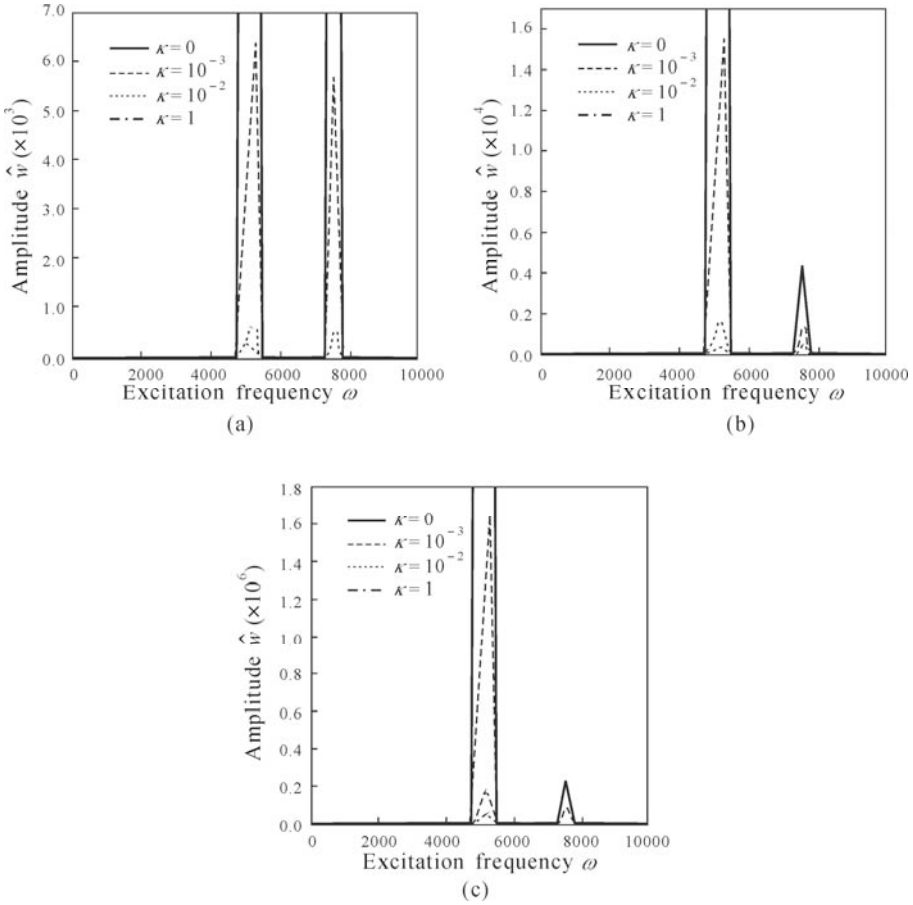 7.0
6.0
5.0
4.0
3.0
2.0
1.0
0.0
Amplitude ŵ (×10³)
κ=0
κ=10⁻³
κ=10⁻²
κ=1
0 2000 4000 6000 8000 10000
Excitation frequency ω
(a)
1.6
1.4
1.2
1.0
0.8
0.6
0.4
0.2
0.0
Amplitude ŵ (×10⁴)
κ=0
κ=10⁻³
κ=10⁻²
κ=1
0 2000 4000 6000 8000 10000
Excitation frequency ω
(b)
1.8
1.6
1.4
1.2
1.0
0.8
0.6
0.4
0.2
0.0
Amplitude ŵ (×10⁶)
κ=0
κ=10⁻³
κ=10⁻²
κ=1
0 2000 4000 6000 8000 10000
Excitation frequency ω
(c)